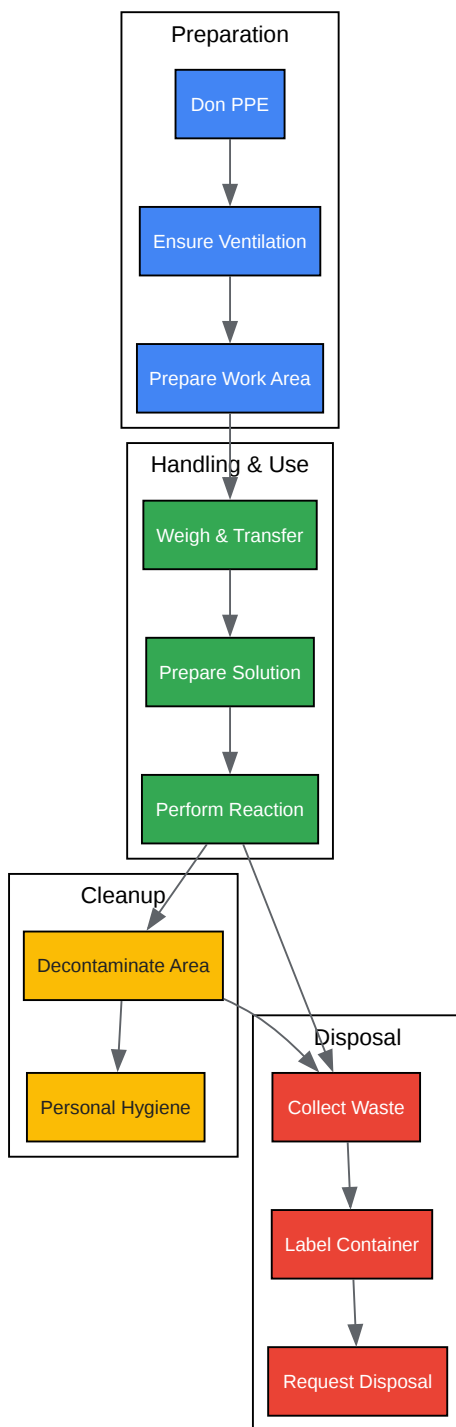 Preparation
Don PPE
Ensure Ventilation
Prepare Work Area
Handling & Use
Weigh & Transfer
Prepare Solution
Perform Reaction
Cleanup
Decontaminate Area
Personal Hygiene
Disposal
Collect Waste
Label Container
Request Disposal